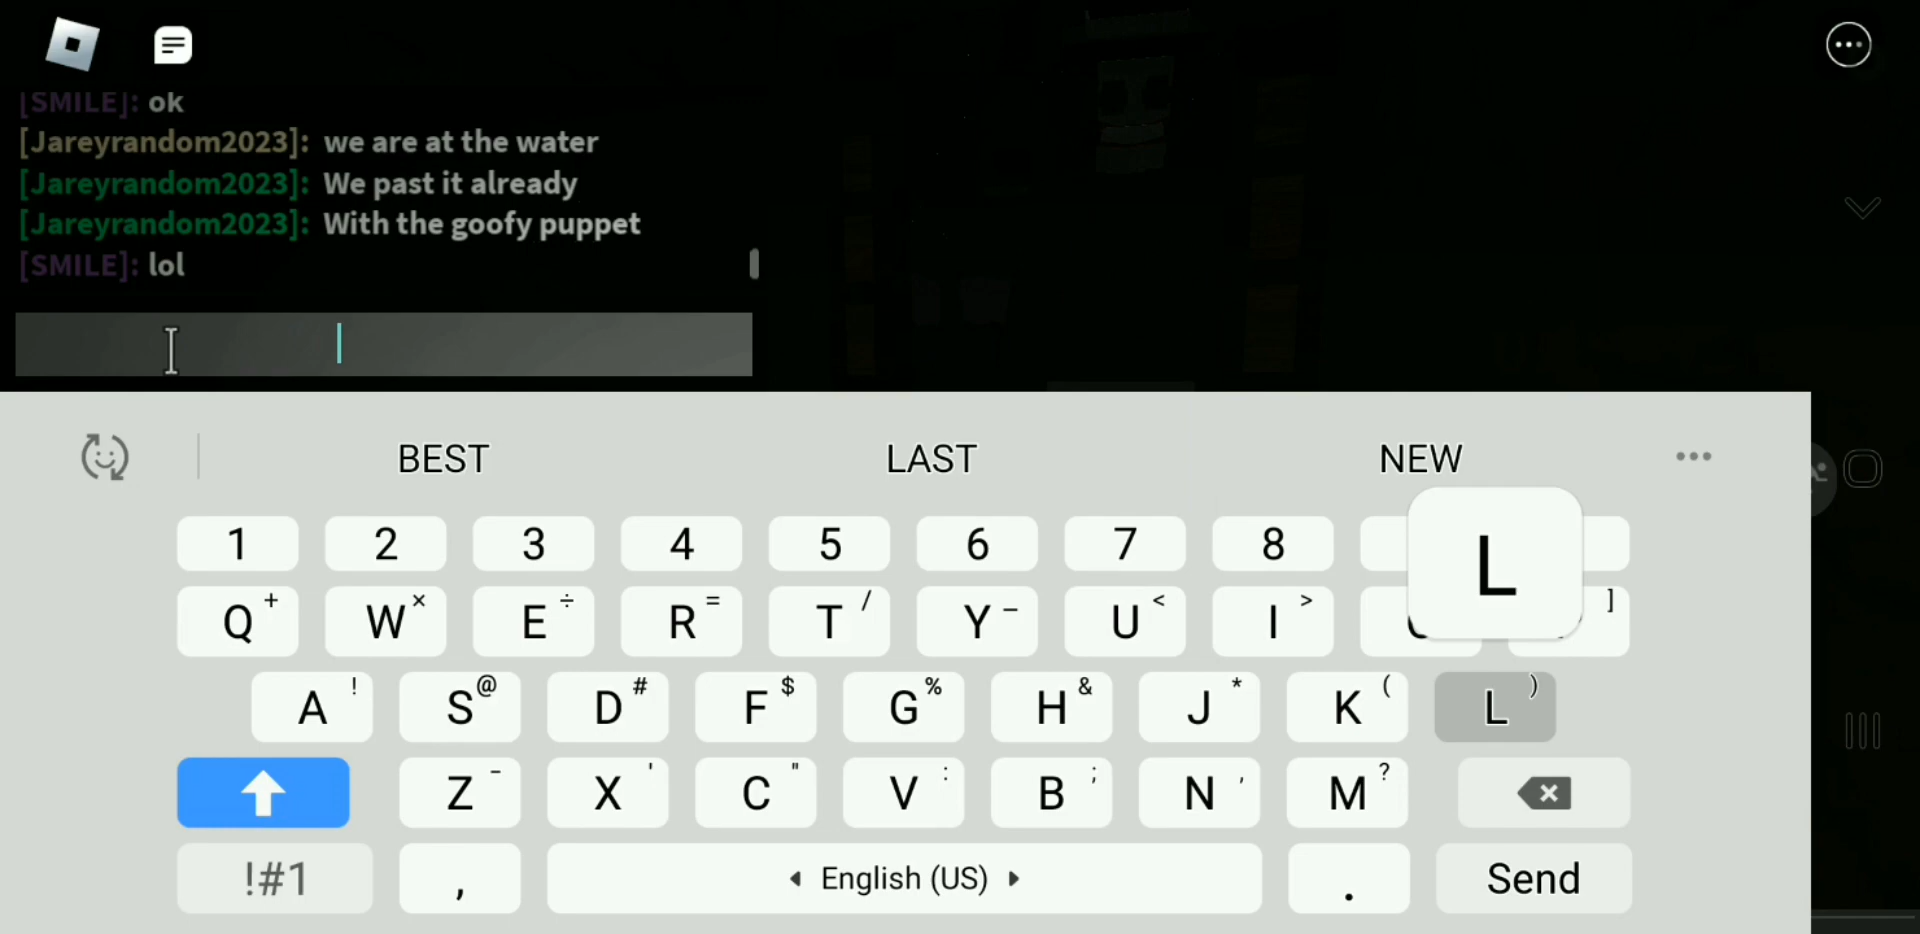 [SMILE]: ok
[Jareyrandom2023]: we are at the water
[Jareyrandom2023]: We past it already
[Jareyrandom2023]: With the goofy puppet
[SMILE]: lol
BEST LAST NEW
L
1 2 3 4 5 6 7 8
Q + W × E ÷ R = T / Y - U < I > ]
A ! S @ D # F $ G % H & J * K ( L )
Z - X ' C " V : B ; N , M ?
!#1 , English (US) . Send